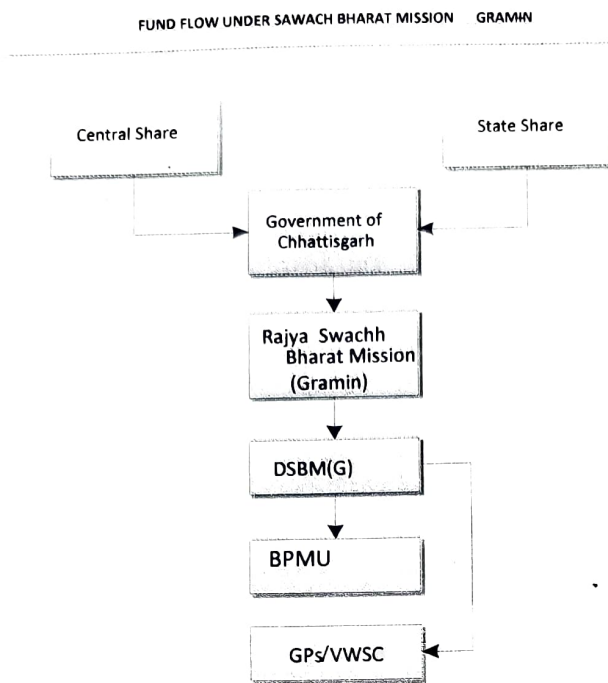 FUND FLOW UNDER SAWACH BHARAT MISSION GRAMIN
Central Share
State Share
Government of
Chhattisgarh
Rajya Swachh
Bharat Mission
(Gramin)
DSBM(G)
BPMU
GPs/VWSC